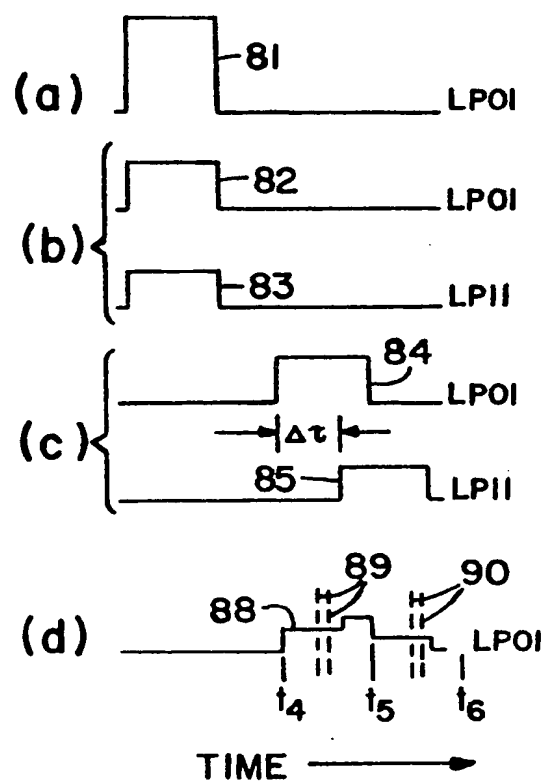 (a) 81 LP01
(b) 82 LP01
83 LP11
(c) 84 LP01
Δτ
85 LP11
89 90
(d) 88 LP01
t4 t5 t6
TIME